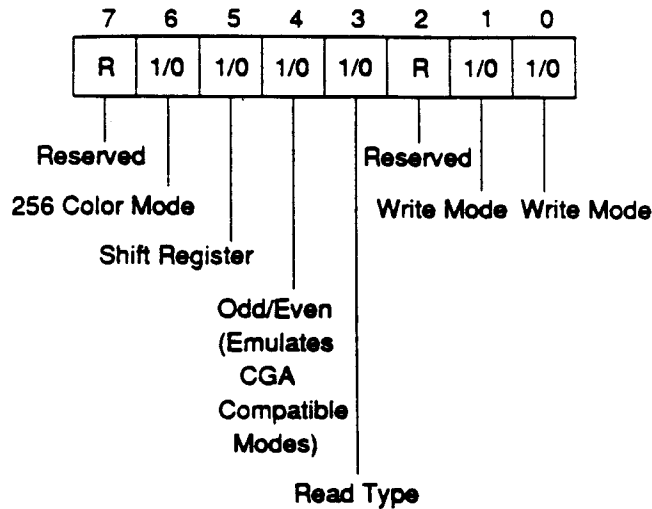 7 6 5 4 3 2 1 0
R 1/0 1/0 1/0 1/0 R 1/0 1/0
Reserved Reserved
256 Color Mode Write Mode Write Mode
Shift Register
Odd/Even
(Emulates
CGA
Compatible
Modes)
Read Type